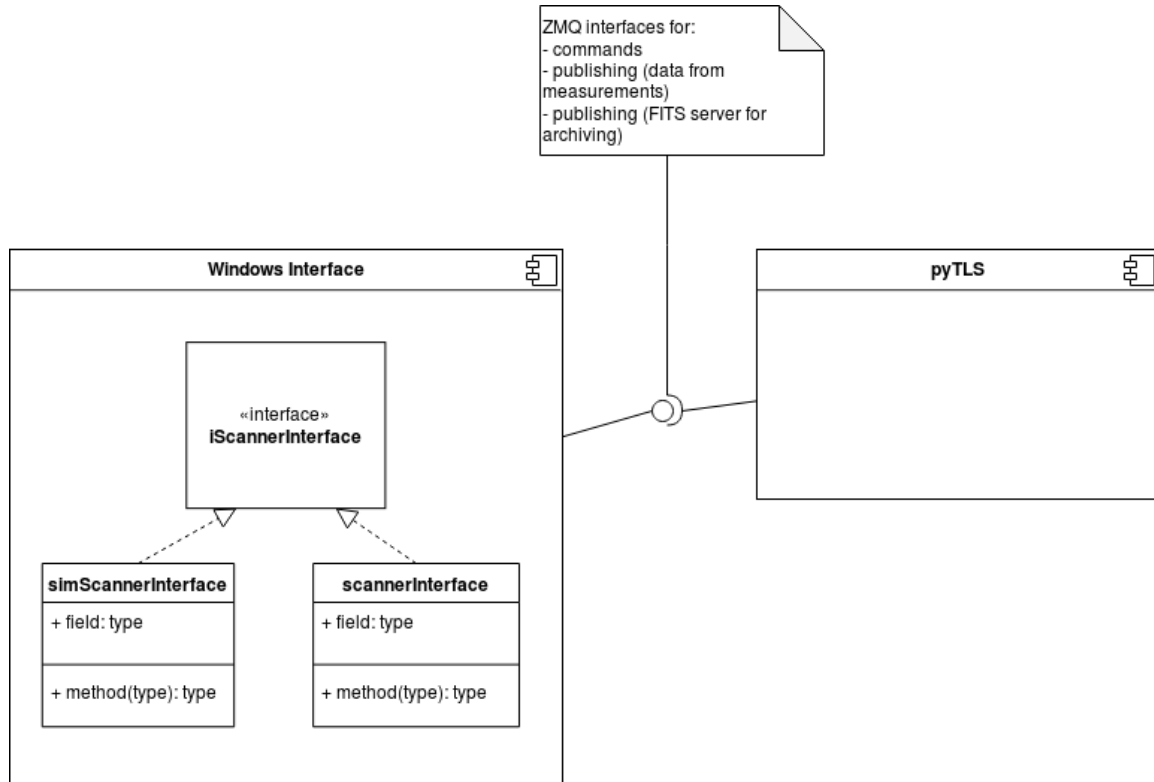 ZMQ interfaces for:
- commands
- publishing (data from
measurements)
- publishing (FITS server for
archiving)
Windows Interface
pyTLS
«interface»
iScannerInterface
simScannerInterface
+ field: type
+ method(type): type
scannerInterface
+ field: type
+ method(type): type